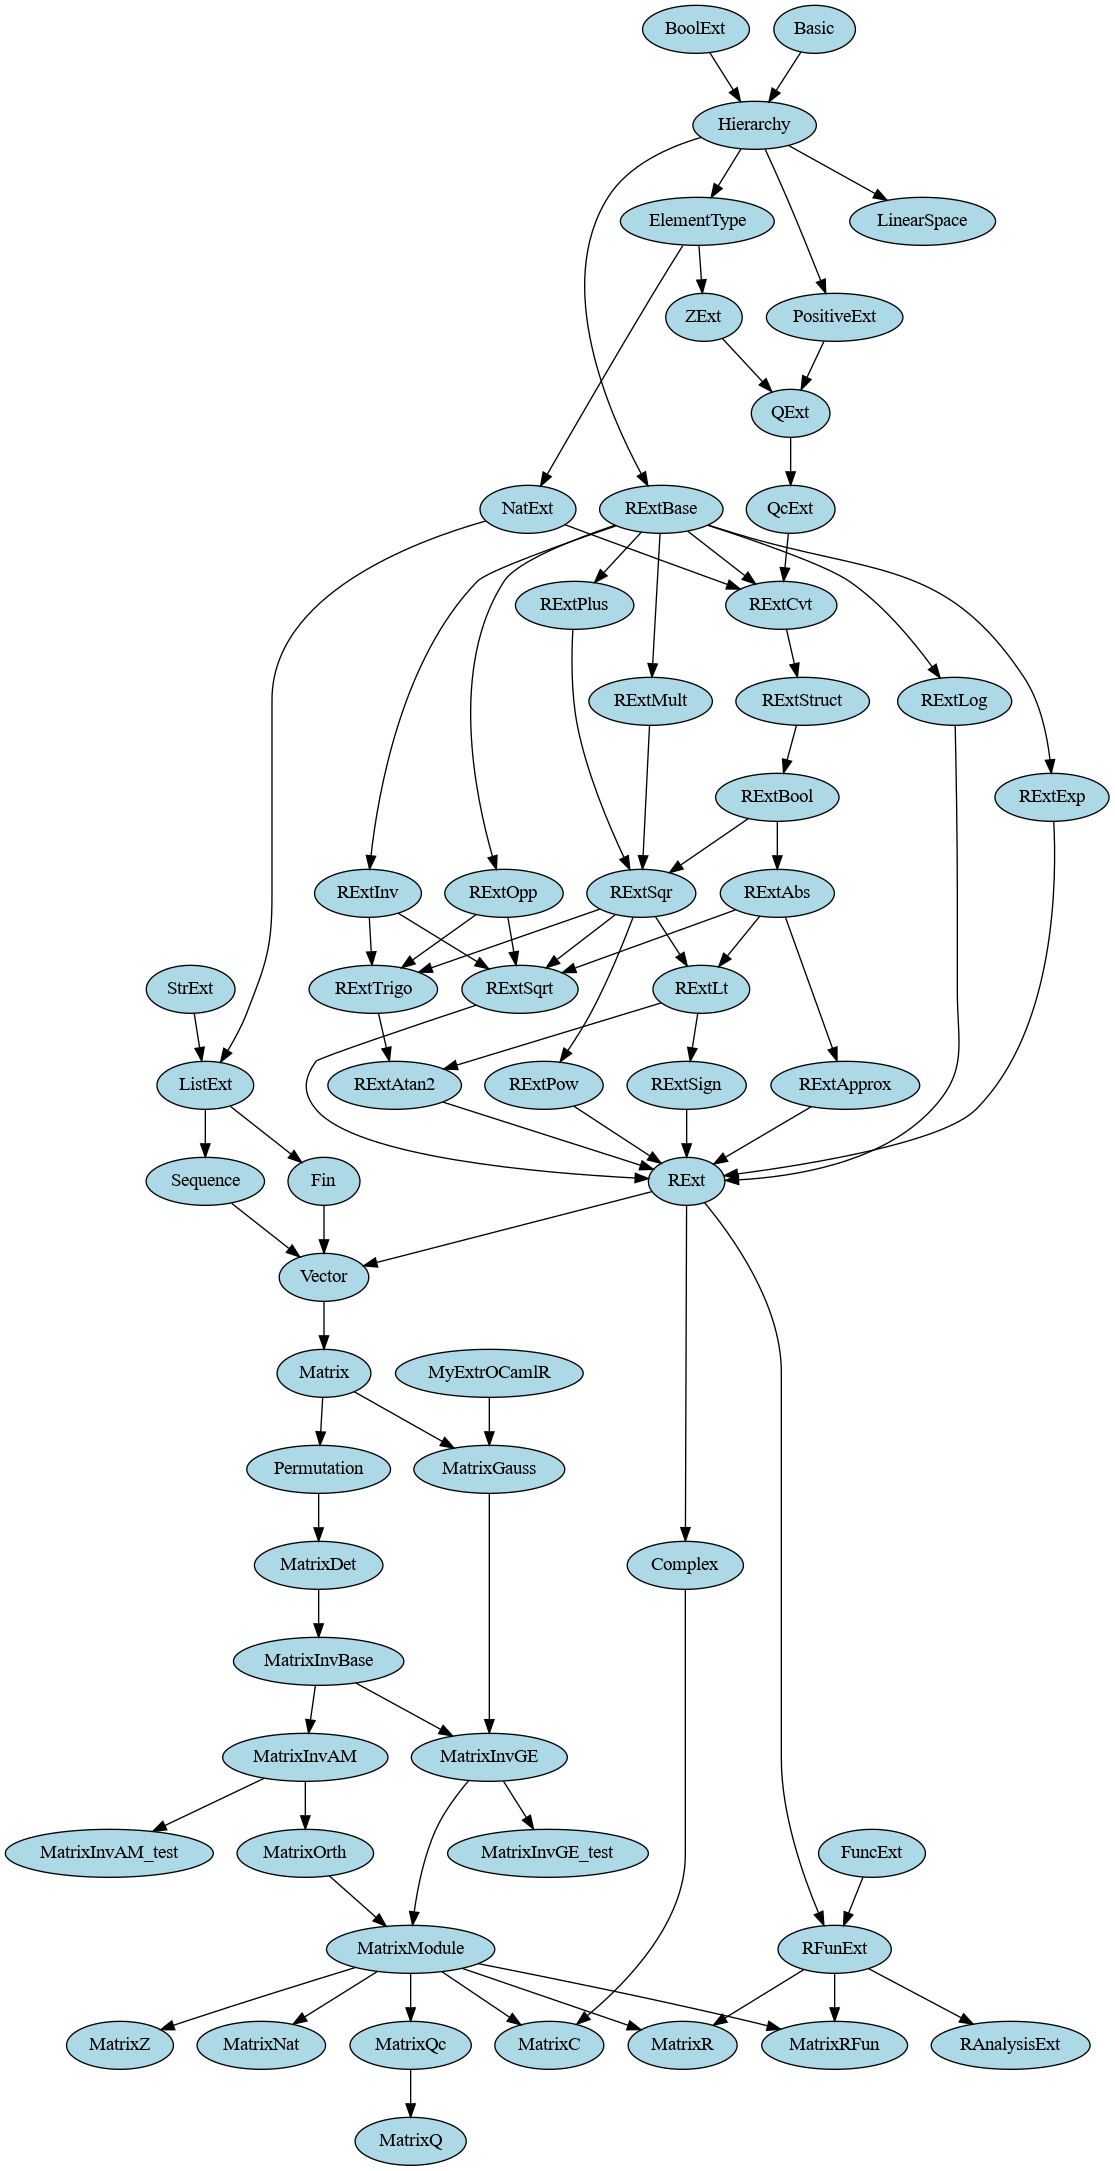 BoolExt
Basic
Hierarchy
ElementType
LinearSpace
ZExt
PositiveExt
QExt
NatExt
RExtBase
QcExt
RExtPlus
RExtCvt
RExtMult
RExtStruct
RExtLog
RExtBool
RExtExp
RExtInv
RExtOpp
RExtSqr
RExtAbs
StrExt
RExtTrigo
RExtSqrt
RExtLt
ListExt
RExtAtan2
RExtPow
RExtSign
RExtApprox
Sequence
Fin
RExt
Vector
Matrix
MyExtrOCamlR
Permutation
MatrixGauss
MatrixDet
Complex
MatrixInvBase
MatrixInvAM
MatrixInvGE
MatrixInvAM_test
MatrixOrth
MatrixInvGE_test
FuncExt
MatrixModule
RFunExt
MatrixZ
MatrixNat
MatrixQc
MatrixC
MatrixR
MatrixRFun
RAnalysisExt
MatrixQ